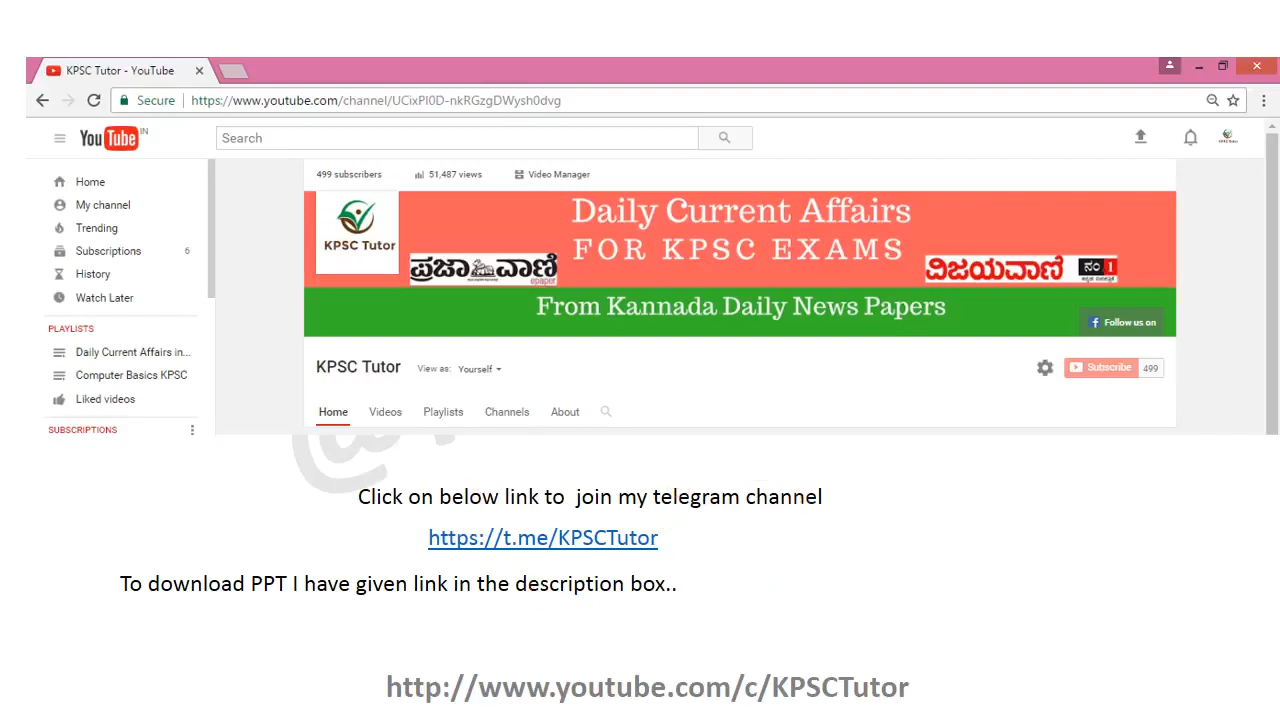 KPSC Tutor - YouTube
Secure https://www.youtube.com/channel/UCixPl0D-nkRGzgDWysh0dvg
YouTube IN
Search
Home
My channel
Trending
Subscriptions 6
History
Watch Later
PLAYLISTS
Daily Current Affairs in...
Computer Basics KPSC
Liked videos
SUBSCRIPTIONS
499 subscribers 51,487 views Video Manager
KPSC Tutor
Daily Current Affairs
FOR KPSC EXAMS
ಪ್ರಜಾವಾಣಿ
epaper
ವಿಜಯವಾಣಿ
ನಂ 1
From Kannada Daily News Papers
Follow us on
KPSC Tutor View as: Yourself
Subscribe 499
Home Videos Playlists Channels About
Click on below link to join my telegram channel
https://t.me/KPSCTutor
To download PPT I have given link in the description box..
http://www.youtube.com/c/KPSCTutor